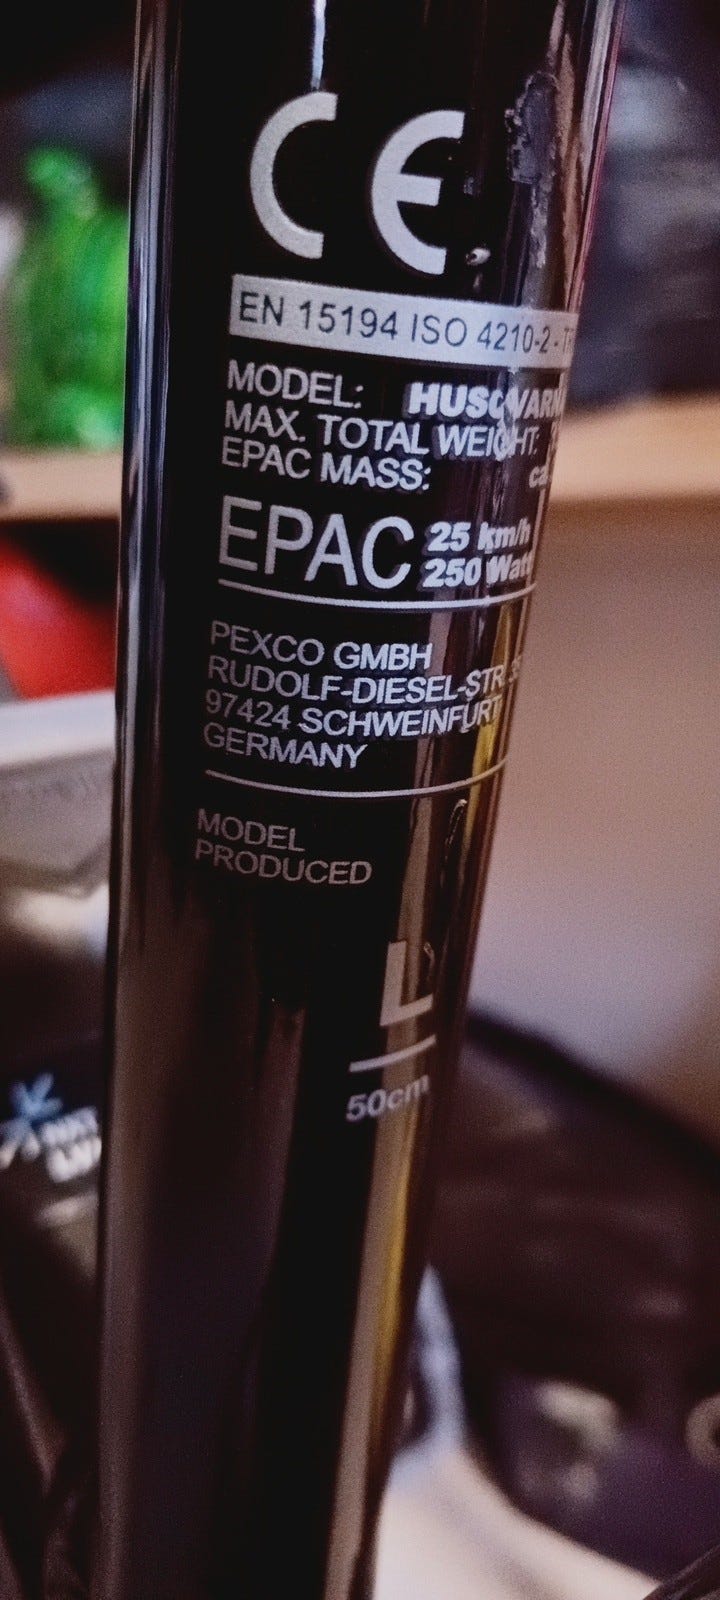 CE
EN 15194 ISO 4210-2 -
MODEL: HUSQVARN
MAX. TOTAL WEIGHT:
EPAC MASS:
EPAC 25 km/h
250 Watt
PEXCO GMBH
RUDOLF-DIESEL-STR.
97424 SCHWEINFURT
GERMANY
MODEL
PRODUCED
L
50cm